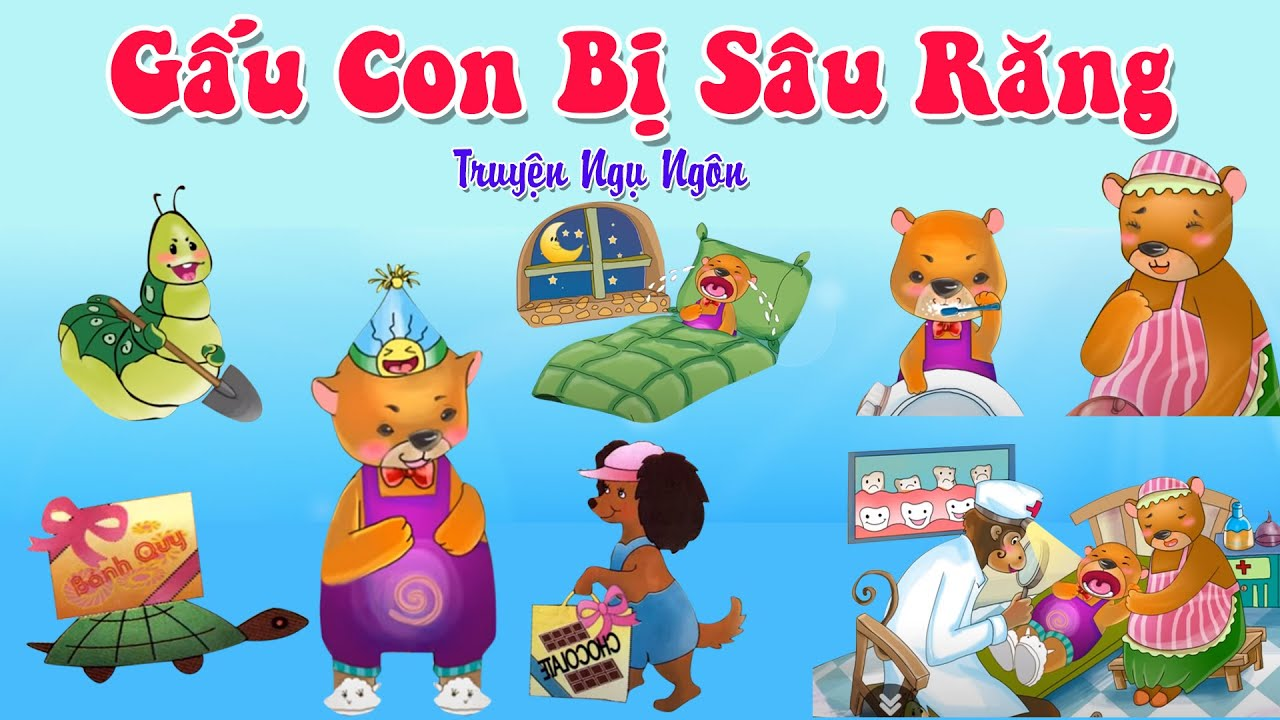 Gấu Con Bị Sâu Răng
Truyện Ngụ Ngôn
Bánh Quy
CHOCOLATE